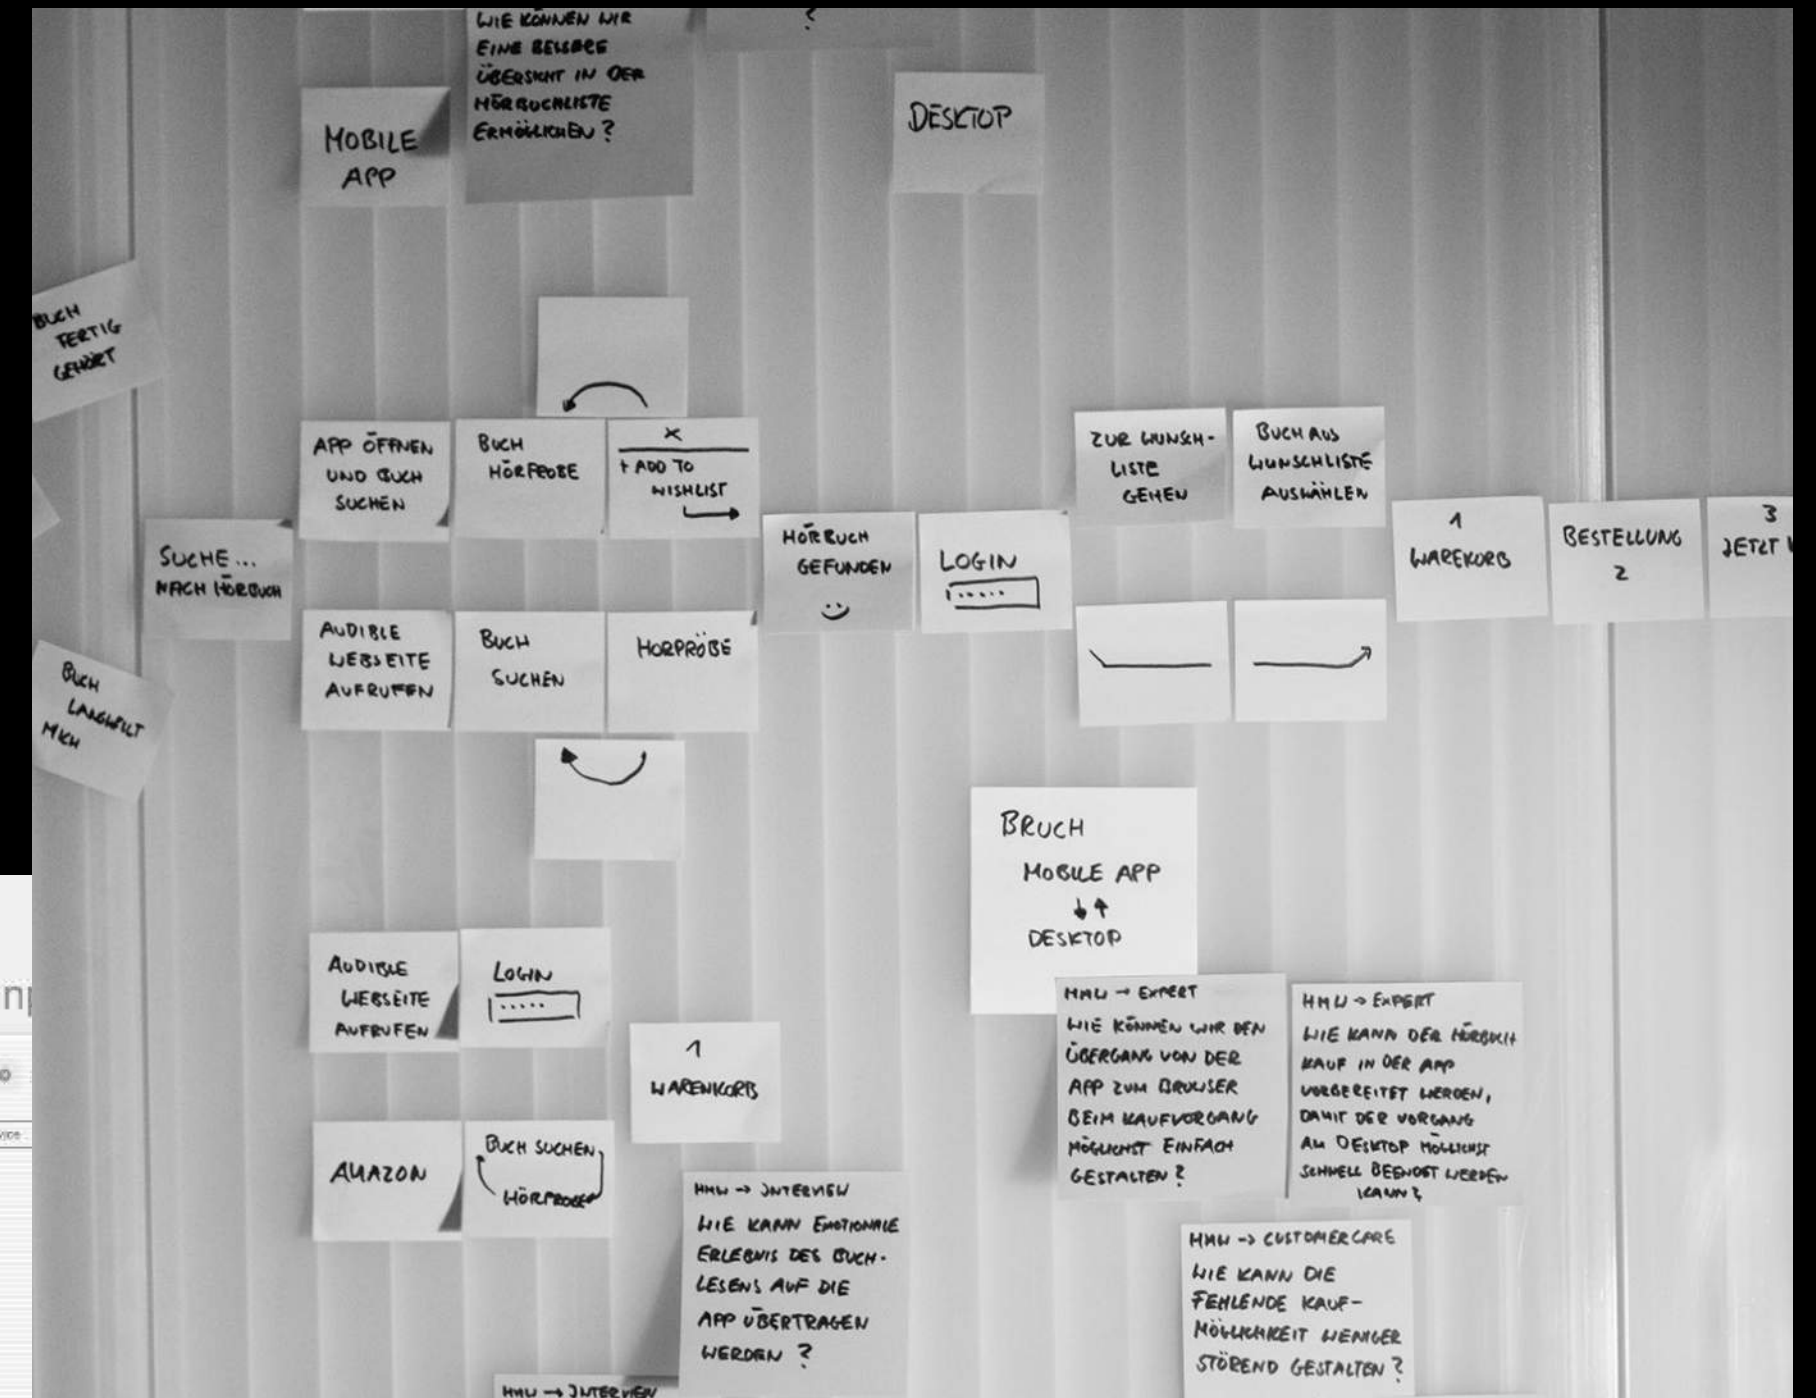 WIE KÖNNEN WIR
EINE BESSERE
ÜBERSICHT IN DER
HÖRBUCHLISTE
ERMÖGLICHEN?
?
MOBILE
APP
DESKTOP
BUCH
FERTIG
GEHÖRT
APP ÖFFNEN
UND BUCH
SUCHEN
BUCH
HÖRPROBE
X
+ ADD TO
WISHLIST
ZUR WUNSCH-
LISTE
GEHEN
BUCH AUS
WUNSCHLISTE
AUSWÄHLEN
SUCHE...
NACH HÖRBUCH
HÖRBUCH
GEFUNDEN
LOGIN
1
WAREKORB
BESTELLUNG
2
3
JETZT
AUDIBLE
WEBSEITE
AUFRUFEN
BUCH
SUCHEN
HORPRÖBE
BUCH
LANGWEILT
MICH
BRUCH
MOBILE APP
DESKTOP
AUDIBLE
WEBSEITE
AUFRUFEN
LOGIN
1
WARENKORB
AMAZON
BUCH SUCHEN
HÖRPROBE
HMW → EXPERT
WIE KÖNNEN WIR DEN
ÜBERGANG VON DER
APP ZUM BROWSER
BEIM KAUFVORGANG
MÖGLICHST EINFACH
GESTALTEN?
HMW → EXPERT
WIE KANN DER HÖRBUCH
KAUF IN DER APP
VORBEREITET WERDEN,
DAMIT DER VORGANG
AM DESKTOP MÖGLICHST
SCHNELL BEENDET WERDEN
KANN?
HMW → INTERVIEW
WIE KANN EMOTIONALE
ERLEBNIS DES BUCH-
LESENS AUF DIE
APP ÜBERTRAGEN
WERDEN?
HMW → CUSTOMER CARE
WIE KANN DIE
FEHLENDE KAUF-
MÖGLICHKEIT WENIGER
STÖREND GESTALTEN?
HMW → INTERVIEW